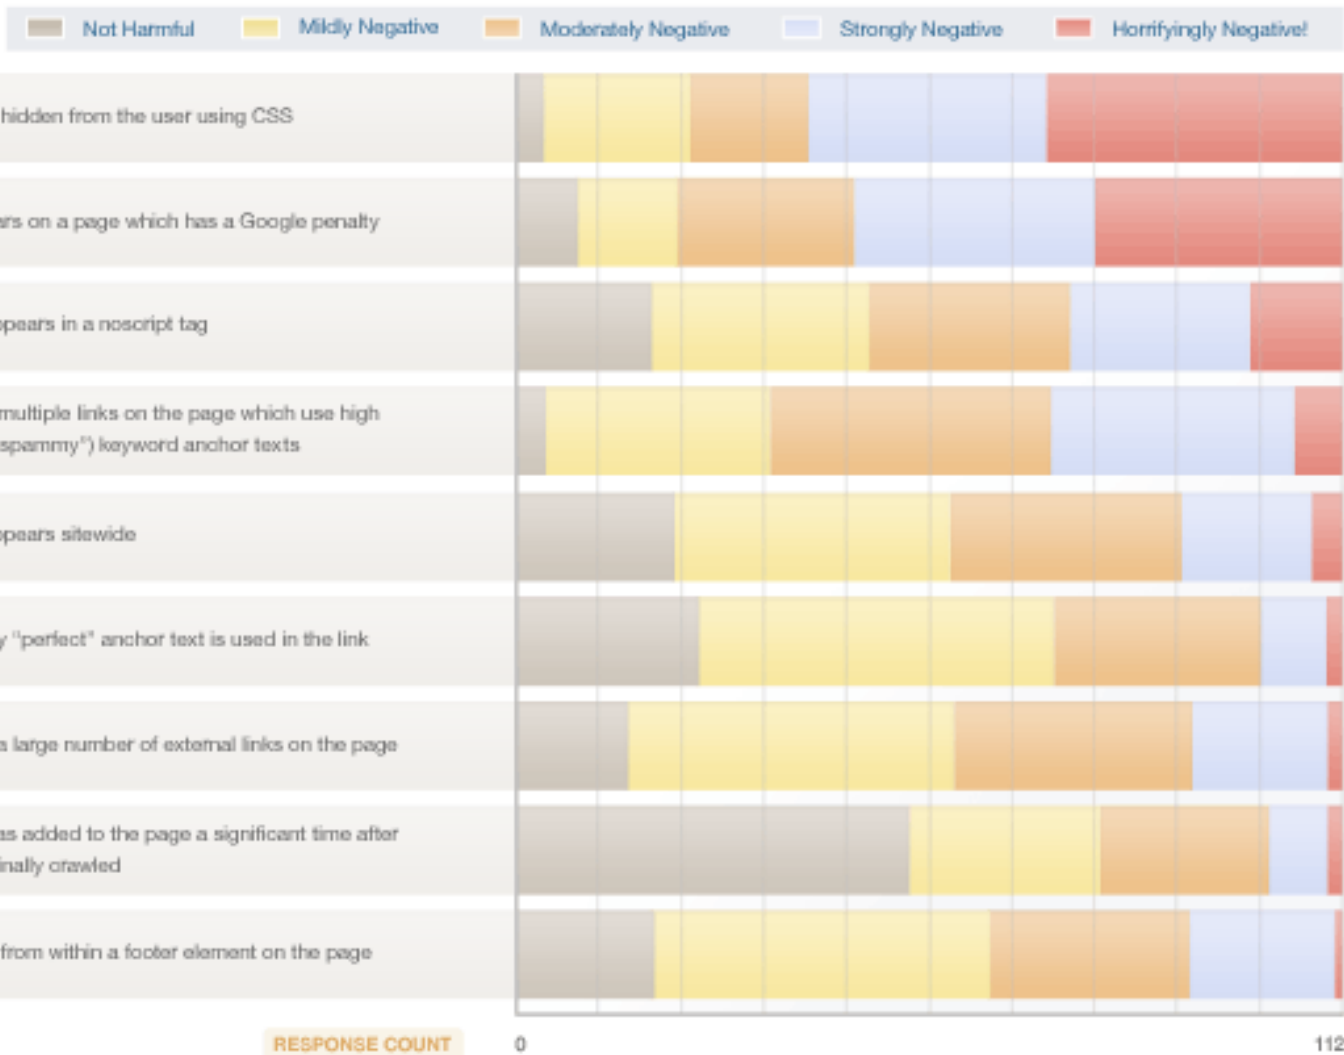 Not Harmful Mildly Negative Moderately Negative Strongly Negative Horrifyingly Negative!
hidden from the user using CSS
ars on a page which has a Google penalty
ppears in a noscript tag
multiple links on the page which use high
spammy") keyword anchor texts
ppears sitewide
y "perfect" anchor text is used in the link
a large number of external links on the page
as added to the page a significant time after
inally crawled
from within a footer element on the page
RESPONSE COUNT 0 112